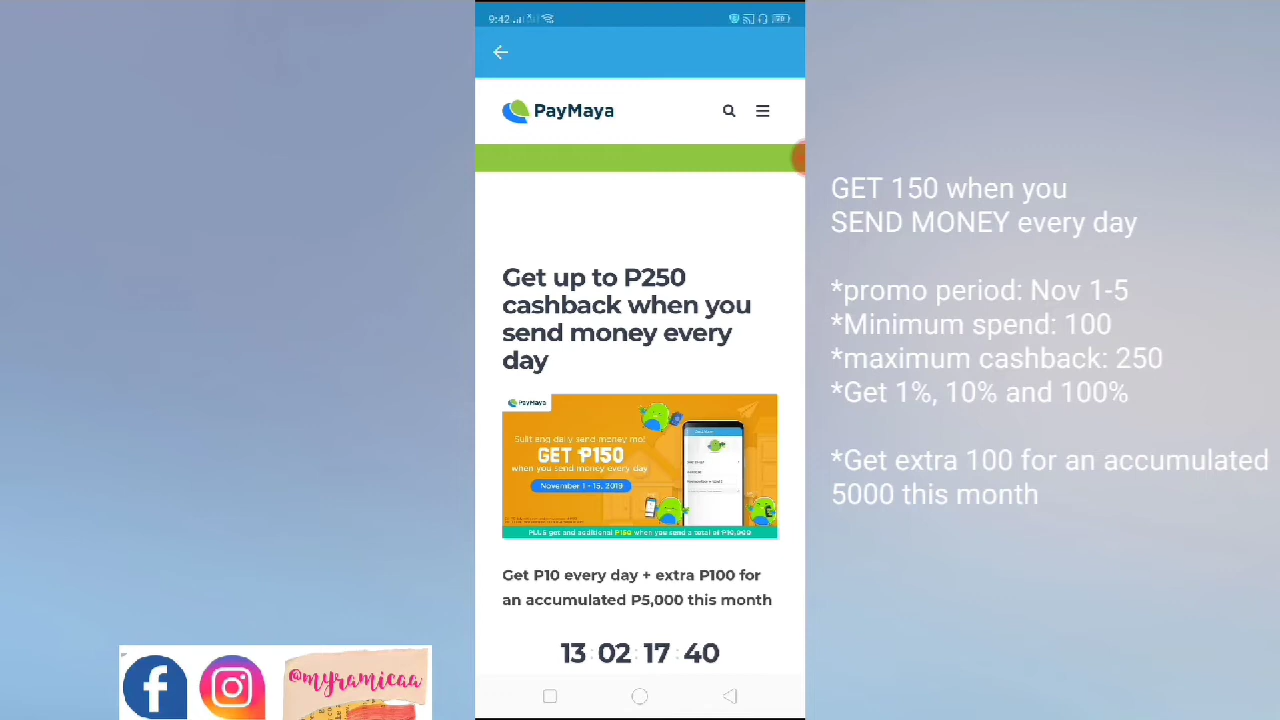 9:42
PayMaya
Get up to P250
cashback when you
send money every
day
PayMaya
Sulit ang daily send money mo!
GET ₱150
when you send money every day
November 1 - 15, 2019
PLUS get and additional ₱150 when you send a total of ₱10,000
Get P10 every day + extra P100 for
an accumulated P5,000 this month
13:02:17:40
GET 150 when you
SEND MONEY every day
*promo period: Nov 1-5
*Minimum spend: 100
*maximum cashback: 250
*Get 1%, 10% and 100%
*Get extra 100 for an accumulated
5000 this month
@myramicaa